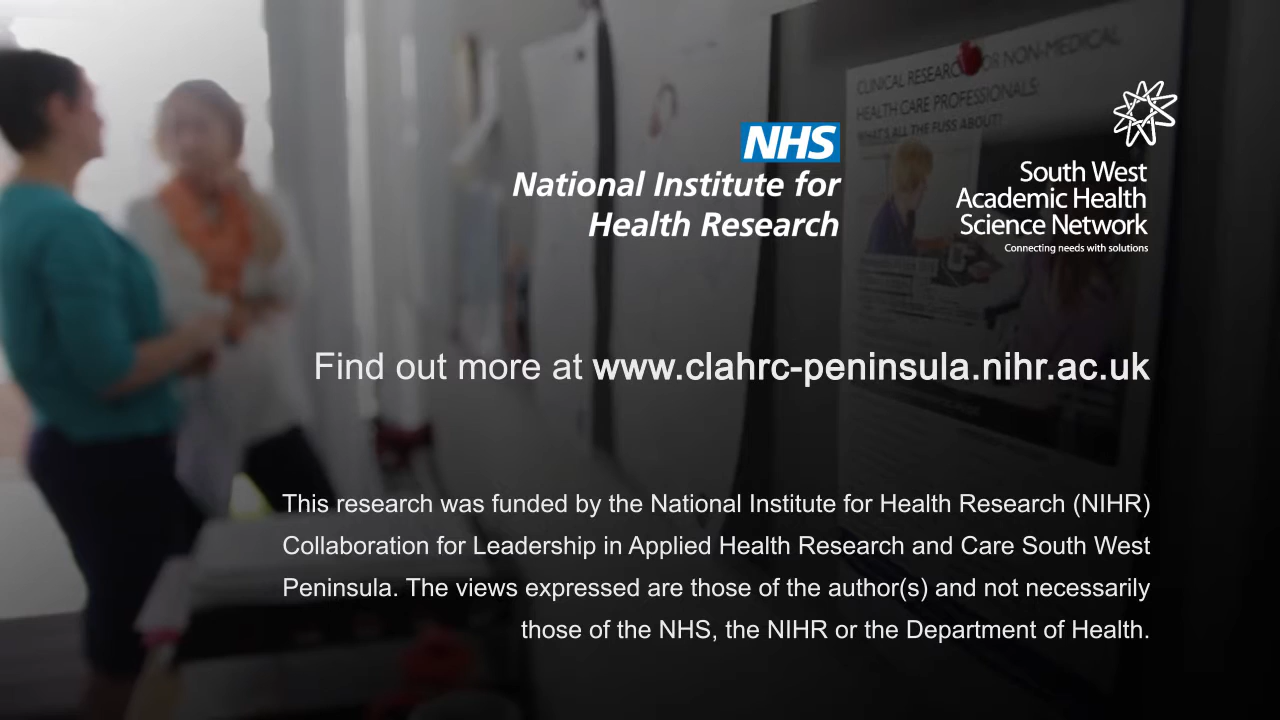 CLINICAL RESEARC OR NON-MEDICAL
HEALTH CARE PROFESSIONALS:
WHAT'S ALL THE FUSS ABOUT?
NHS
National Institute for
Health Research
South West
Academic Health
Science Network
Connecting needs with solutions
Find out more at www.clahrc-peninsula.nihr.ac.uk
This research was funded by the National Institute for Health Research (NIHR)
Collaboration for Leadership in Applied Health Research and Care South West
Peninsula. The views expressed are those of the author(s) and not necessarily
those of the NHS, the NIHR or the Department of Health.